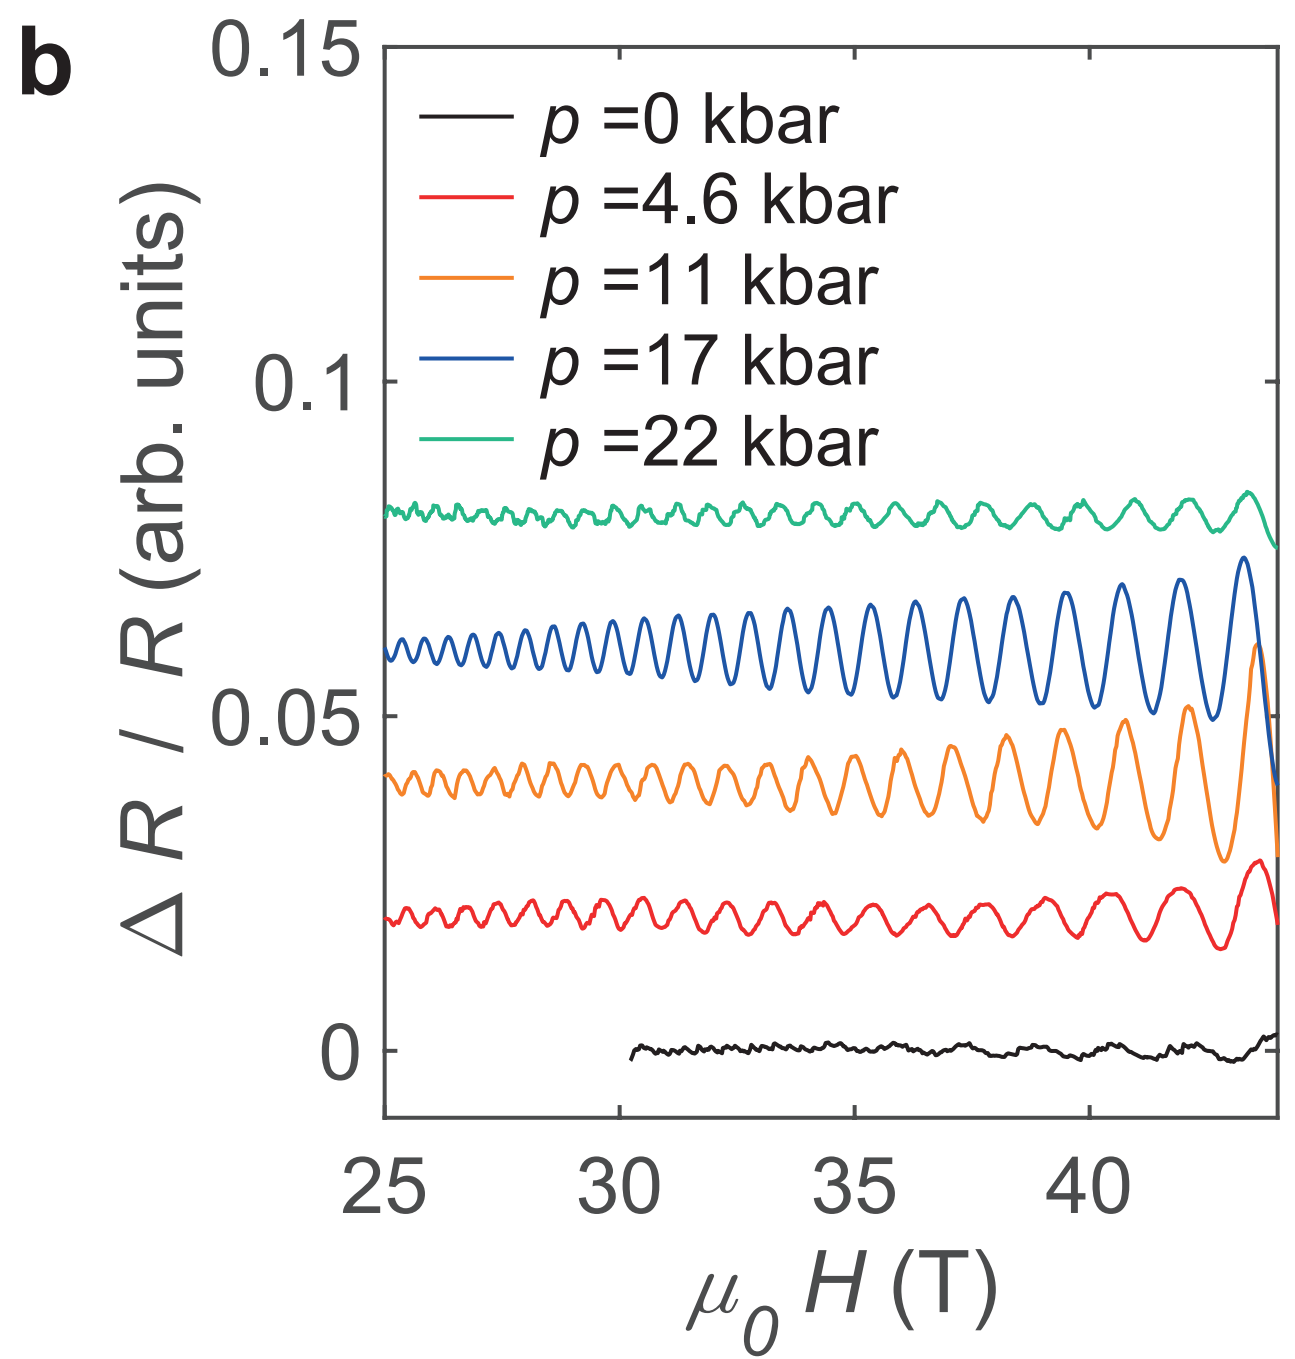 b
0.15
0.1
0.05
0
Δ R / R (arb. units)
p =0 kbar
p =4.6 kbar
p =11 kbar
p =17 kbar
p =22 kbar
25 30 35 40
μ0 H (T)